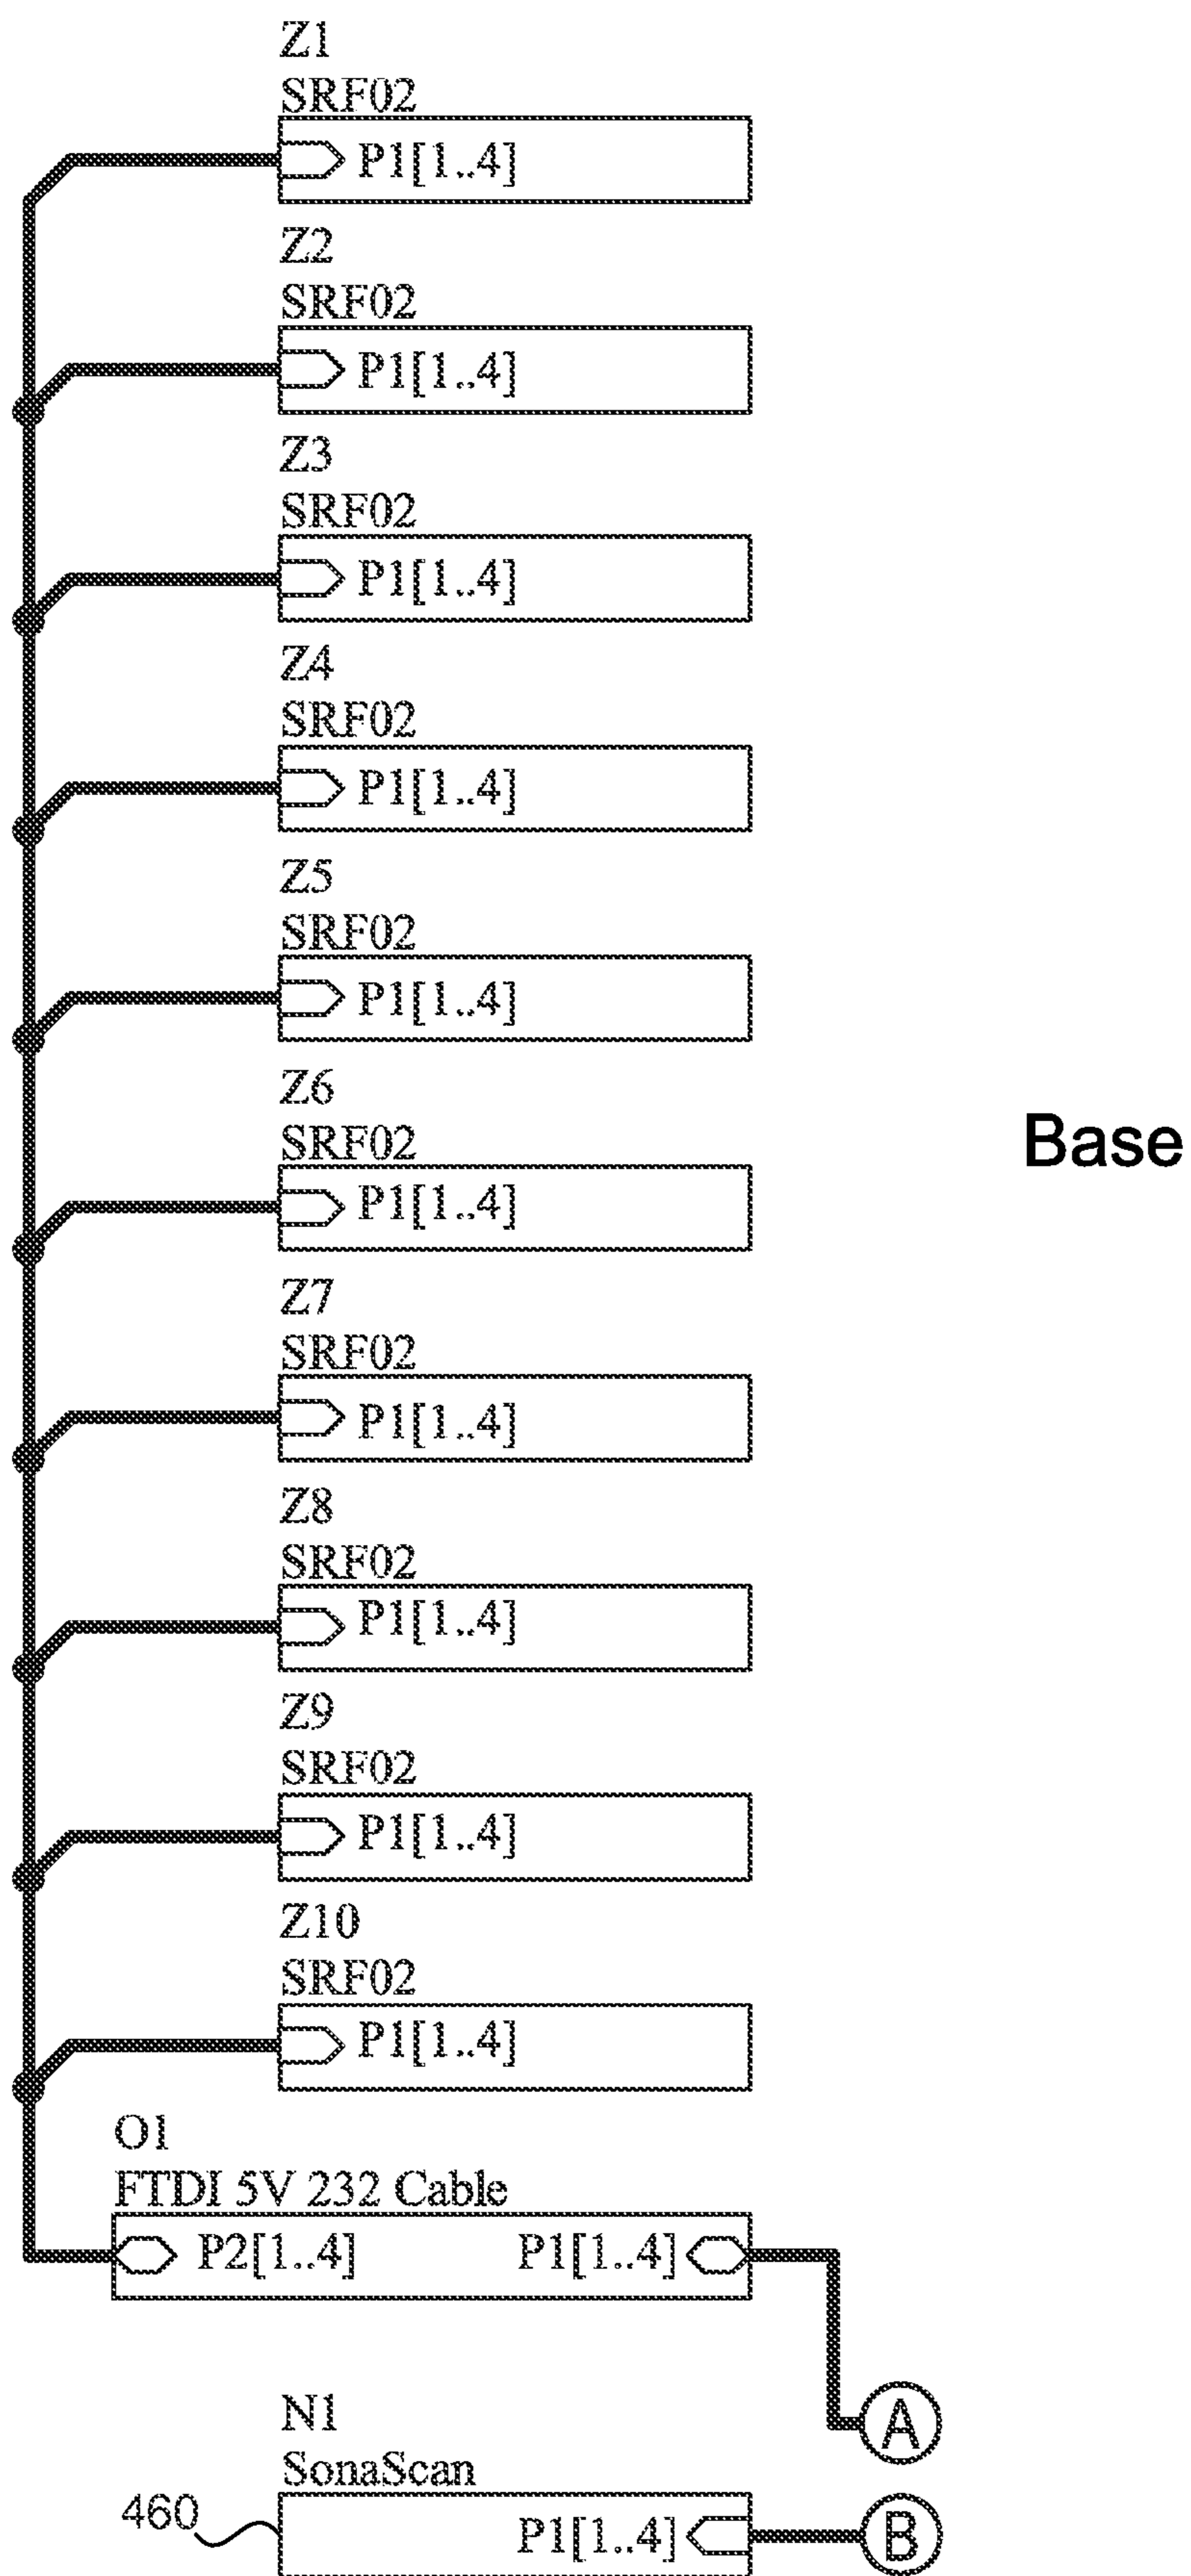 Z1
SRF02
P1[1..4]
Z2
SRF02
P1[1..4]
Z3
SRF02
P1[1..4]
Z4
SRF02
P1[1..4]
Z5
SRF02
P1[1..4]
Z6
SRF02
P1[1..4]
Base
Z7
SRF02
P1[1..4]
Z8
SRF02
P1[1..4]
Z9
SRF02
P1[1..4]
Z10
SRF02
P1[1..4]
O1
FTDI 5V 232 Cable
P2[1..4] P1[1..4]
A
N1
SonaScan
460
P1[1..4]
B